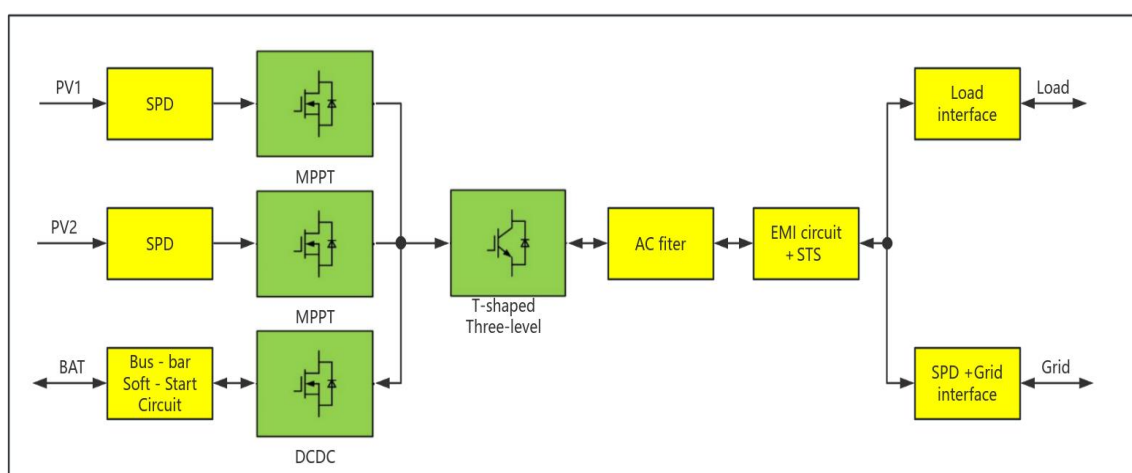 PV1
SPD
MPPT
PV2
SPD
MPPT
BAT
Bus - bar
Soft - Start
Circuit
DCDC
T-shaped
Three-level
AC fiter
EMI circuit
+ STS
Load
interface
Load
SPD +Grid
interface
Grid